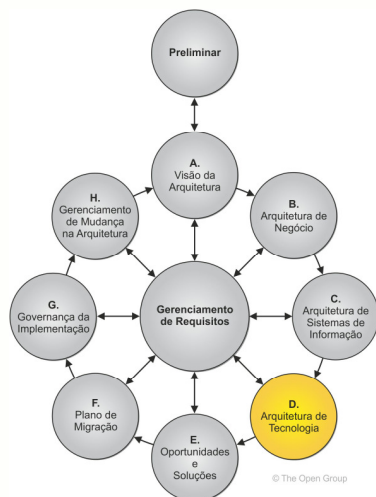 Preliminar
A.
Visão da
Arquitetura
B.
Arquitetura de
Negócio
C.
Arquitetura de
Sistemas de
Informação
D.
Arquitetura de
Tecnologia
E.
Oportunidades
e
Soluções
F.
Plano de
Migração
G.
Governança da
Implementação
H.
Gerenciamento
de Mudança
na Arquitetura
Gerenciamento
de Requisitos
© The Open Group